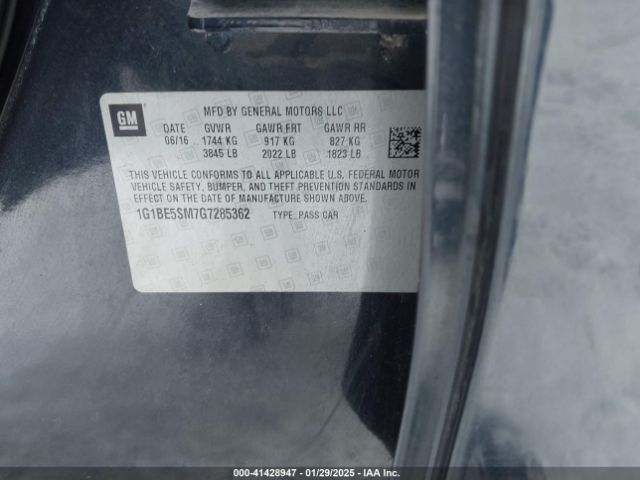 GM
MFD BY GENERAL MOTORS LLC
DATE GVWR GAWR FRT GAWR RR
06/16 1744 KG 917 KG 827 KG
3845 LB 2022 LB 1823 LB
THIS VEHICLE CONFORMS TO ALL APPLICABLE U.S. FEDERAL MOTOR
VEHICLE SAFETY, BUMPER, AND THEFT PREVENTION STANDARDS IN
EFFECT ON THE DATE OF MANUFACTURE SHOWN ABOVE.
1G1BE5SM7G7285362 TYPE: PASS CAR
000-41428947 • 01/29/2025 • IAA Inc.